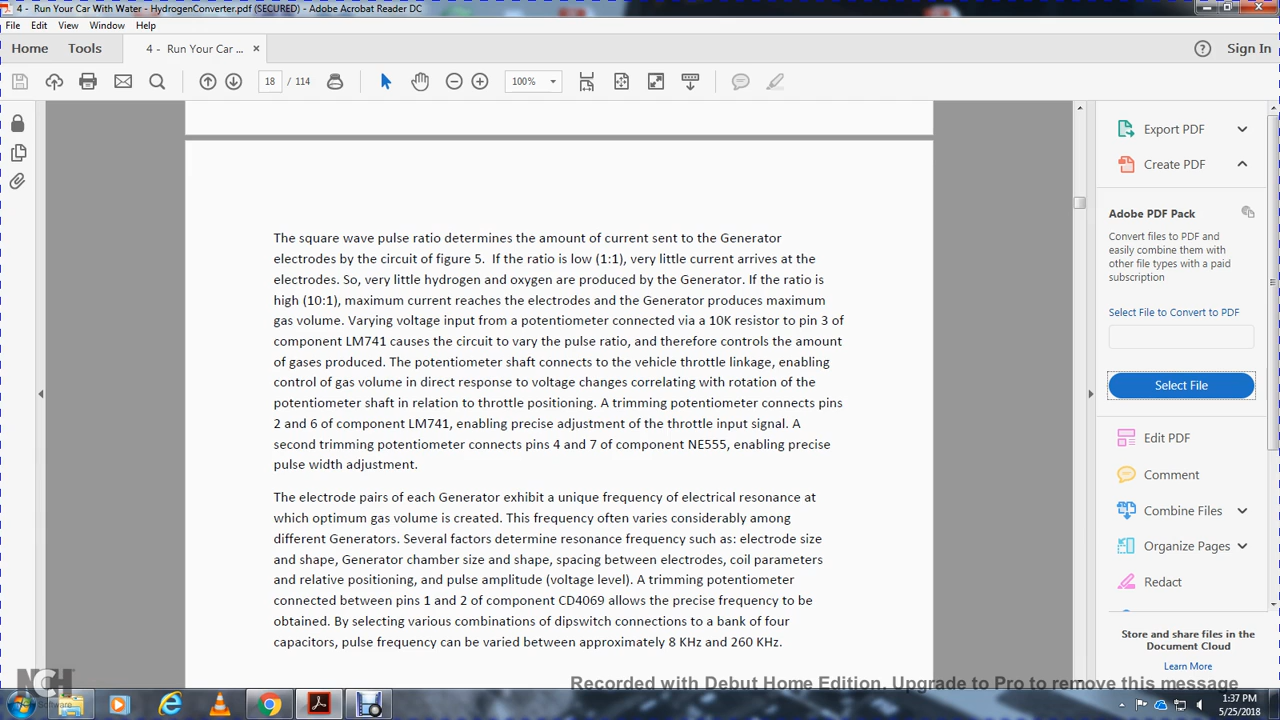 4 - Run Your Car With Water - HydrogenConverter.pdf (SECURED) - Adobe Acrobat Reader DC
File Edit View Window Help
Home Tools 4 - Run Your Car ... × Sign In
18 / 114 100%
The square wave pulse ratio determines the amount of current sent to the Generator
electrodes by the circuit of figure 5. If the ratio is low (1:1), very little current arrives at the
electrodes. So, very little hydrogen and oxygen are produced by the Generator. If the ratio is
high (10:1), maximum current reaches the electrodes and the Generator produces maximum
gas volume. Varying voltage input from a potentiometer connected via a 10K resistor to pin 3 of
component LM741 causes the circuit to vary the pulse ratio, and therefore controls the amount
of gases produced. The potentiometer shaft connects to the vehicle throttle linkage, enabling
control of gas volume in direct response to voltage changes correlating with rotation of the
potentiometer shaft in relation to throttle positioning. A trimming potentiometer connects pins
2 and 6 of component LM741, enabling precise adjustment of the throttle input signal. A
second trimming potentiometer connects pins 4 and 7 of component NE555, enabling precise
pulse width adjustment.
The electrode pairs of each Generator exhibit a unique frequency of electrical resonance at
which optimum gas volume is created. This frequency often varies considerably among
different Generators. Several factors determine resonance frequency such as: electrode size
and shape, Generator chamber size and shape, spacing between electrodes, coil parameters
and relative positioning, and pulse amplitude (voltage level). A trimming potentiometer
connected between pins 1 and 2 of component CD4069 allows the precise frequency to be
obtained. By selecting various combinations of dipswitch connections to a bank of four
capacitors, pulse frequency can be varied between approximately 8 KHz and 260 KHz.
Export PDF
Create PDF
Adobe PDF Pack
Convert files to PDF and
easily combine them with
other file types with a paid
subscription
Select File to Convert to PDF
Select File
Edit PDF
Comment
Combine Files
Organize Pages
Redact
Store and share files in the
Document Cloud
Learn More
NCH
Software
Recorded with Debut Home Edition. Upgrade to Pro to remove this message
1:37 PM
5/25/2018